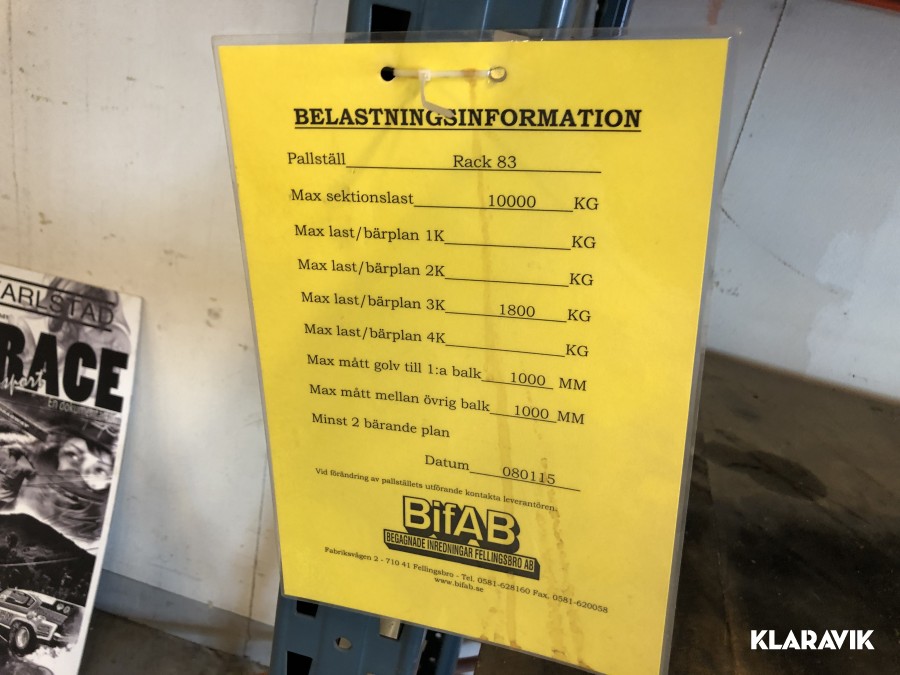 BELASTNINGSINFORMATION
Pallställ Rack 83
Max sektionslast 10000 KG
Max last/bärplan 1K KG
Max last/bärplan 2K KG
Max last/bärplan 3K 1800 KG
Max last/bärplan 4K KG
Max mått golv till 1:a balk 1000 MM
Max mått mellan övrig balk 1000 MM
Minst 2 bärande plan
Datum 080115
Vid förändring av pallställets utförande kontakta leverantören.
BifAB
BEGAGNADE INREDNINGAR FELLINGSBRO AB
Fabriksvägen 2 - 710 41 Fellingsbro - Tel. 0581-628160 Fax. 0581-620058
www.bifab.se
ARLSTAD
RACE
sport
KLARAVIK